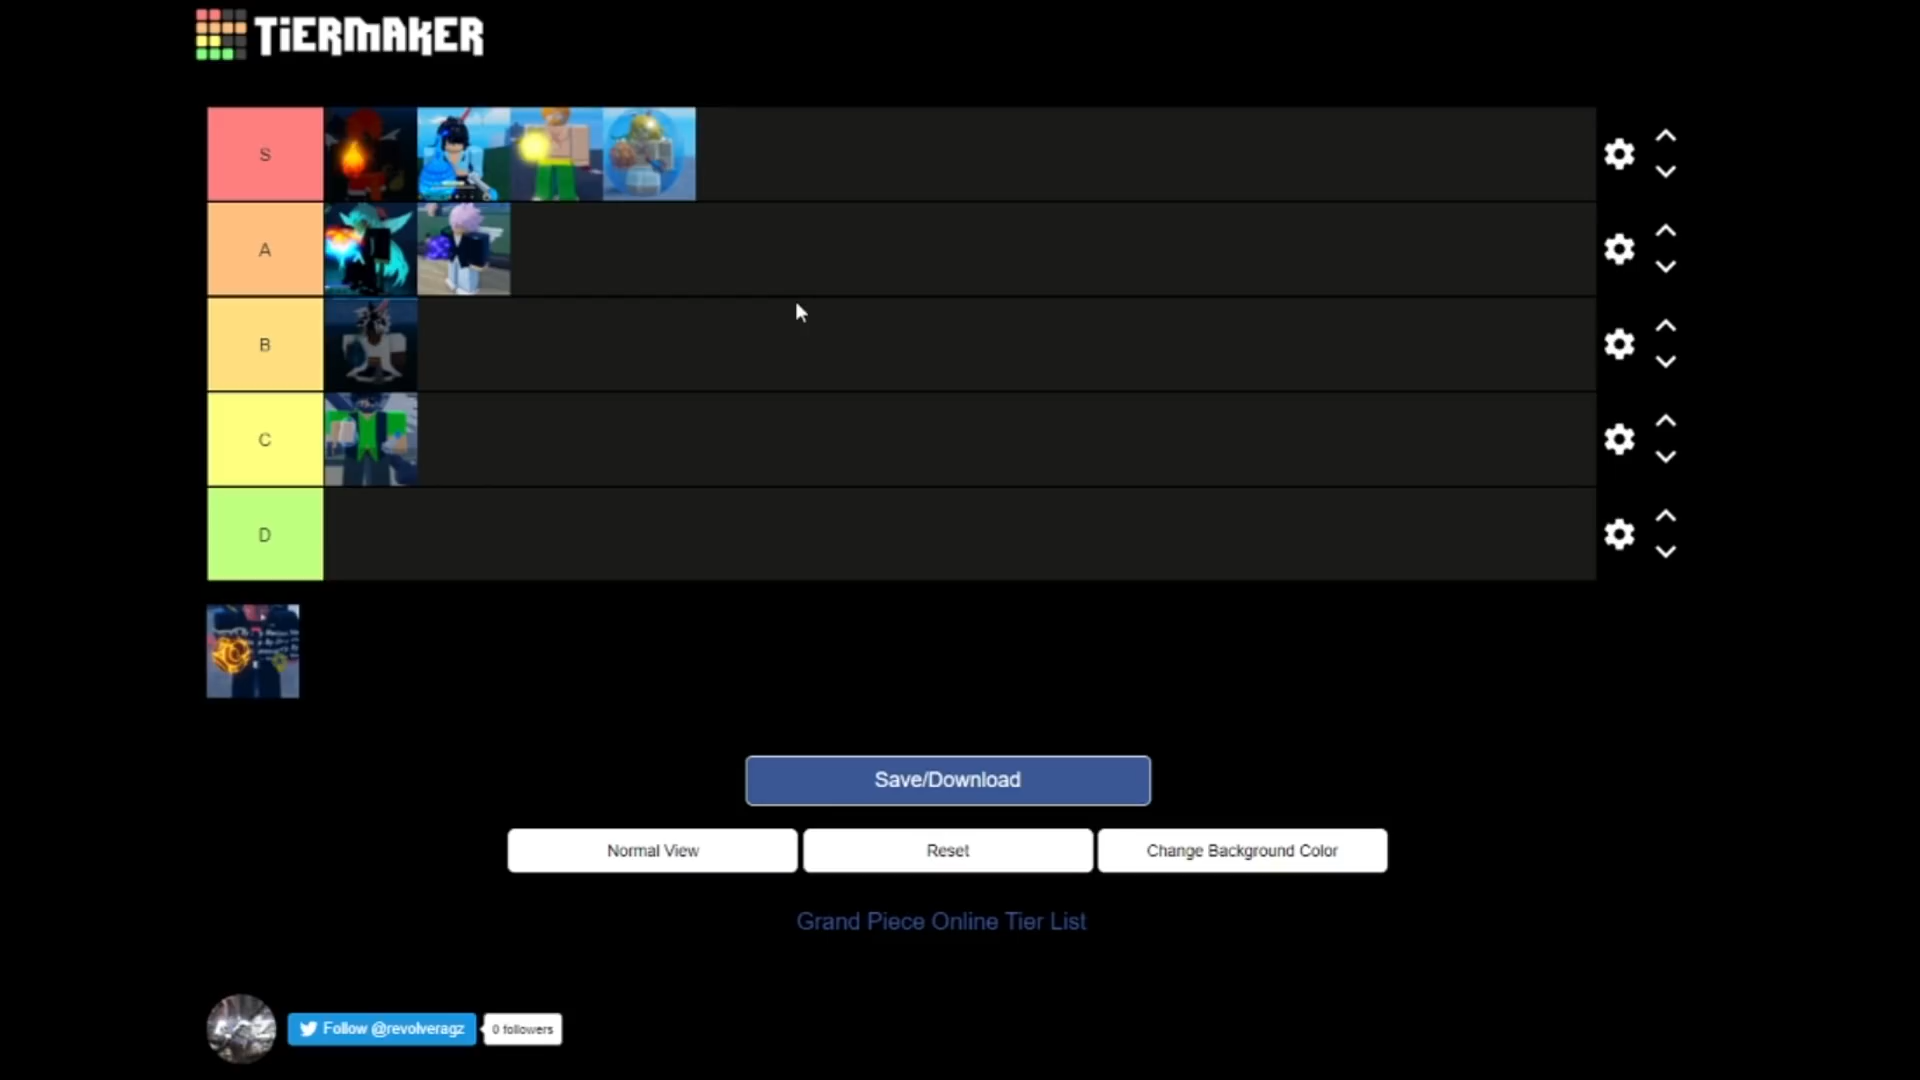 TiERMAKER
S
A
B
C
D
Save/Download
Normal View
Reset
Change Background Color
Grand Piece Online Tier List
Follow @revolveragz
0 followers